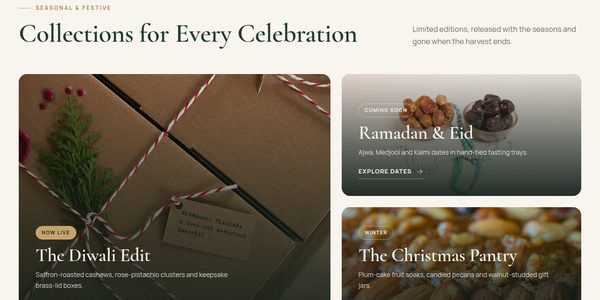 SEASONAL & FESTIVE
Collections for Every Celebration
Limited editions, released with the seasons and
gone when the harvest ends.
NOW LIVE
The Diwali Edit
Saffron-roasted cashews, rose-pistachio clusters and keepsake
brass-lid boxes.
COMING SOON
Ramadan & Eid
Ajwa, Medjool and Kalmi dates in hand-tied tasting trays.
EXPLORE DATES →
WINTER
The Christmas Pantry
Plum-cake fruit soaks, candied pecans and walnut-studded gift
jars.